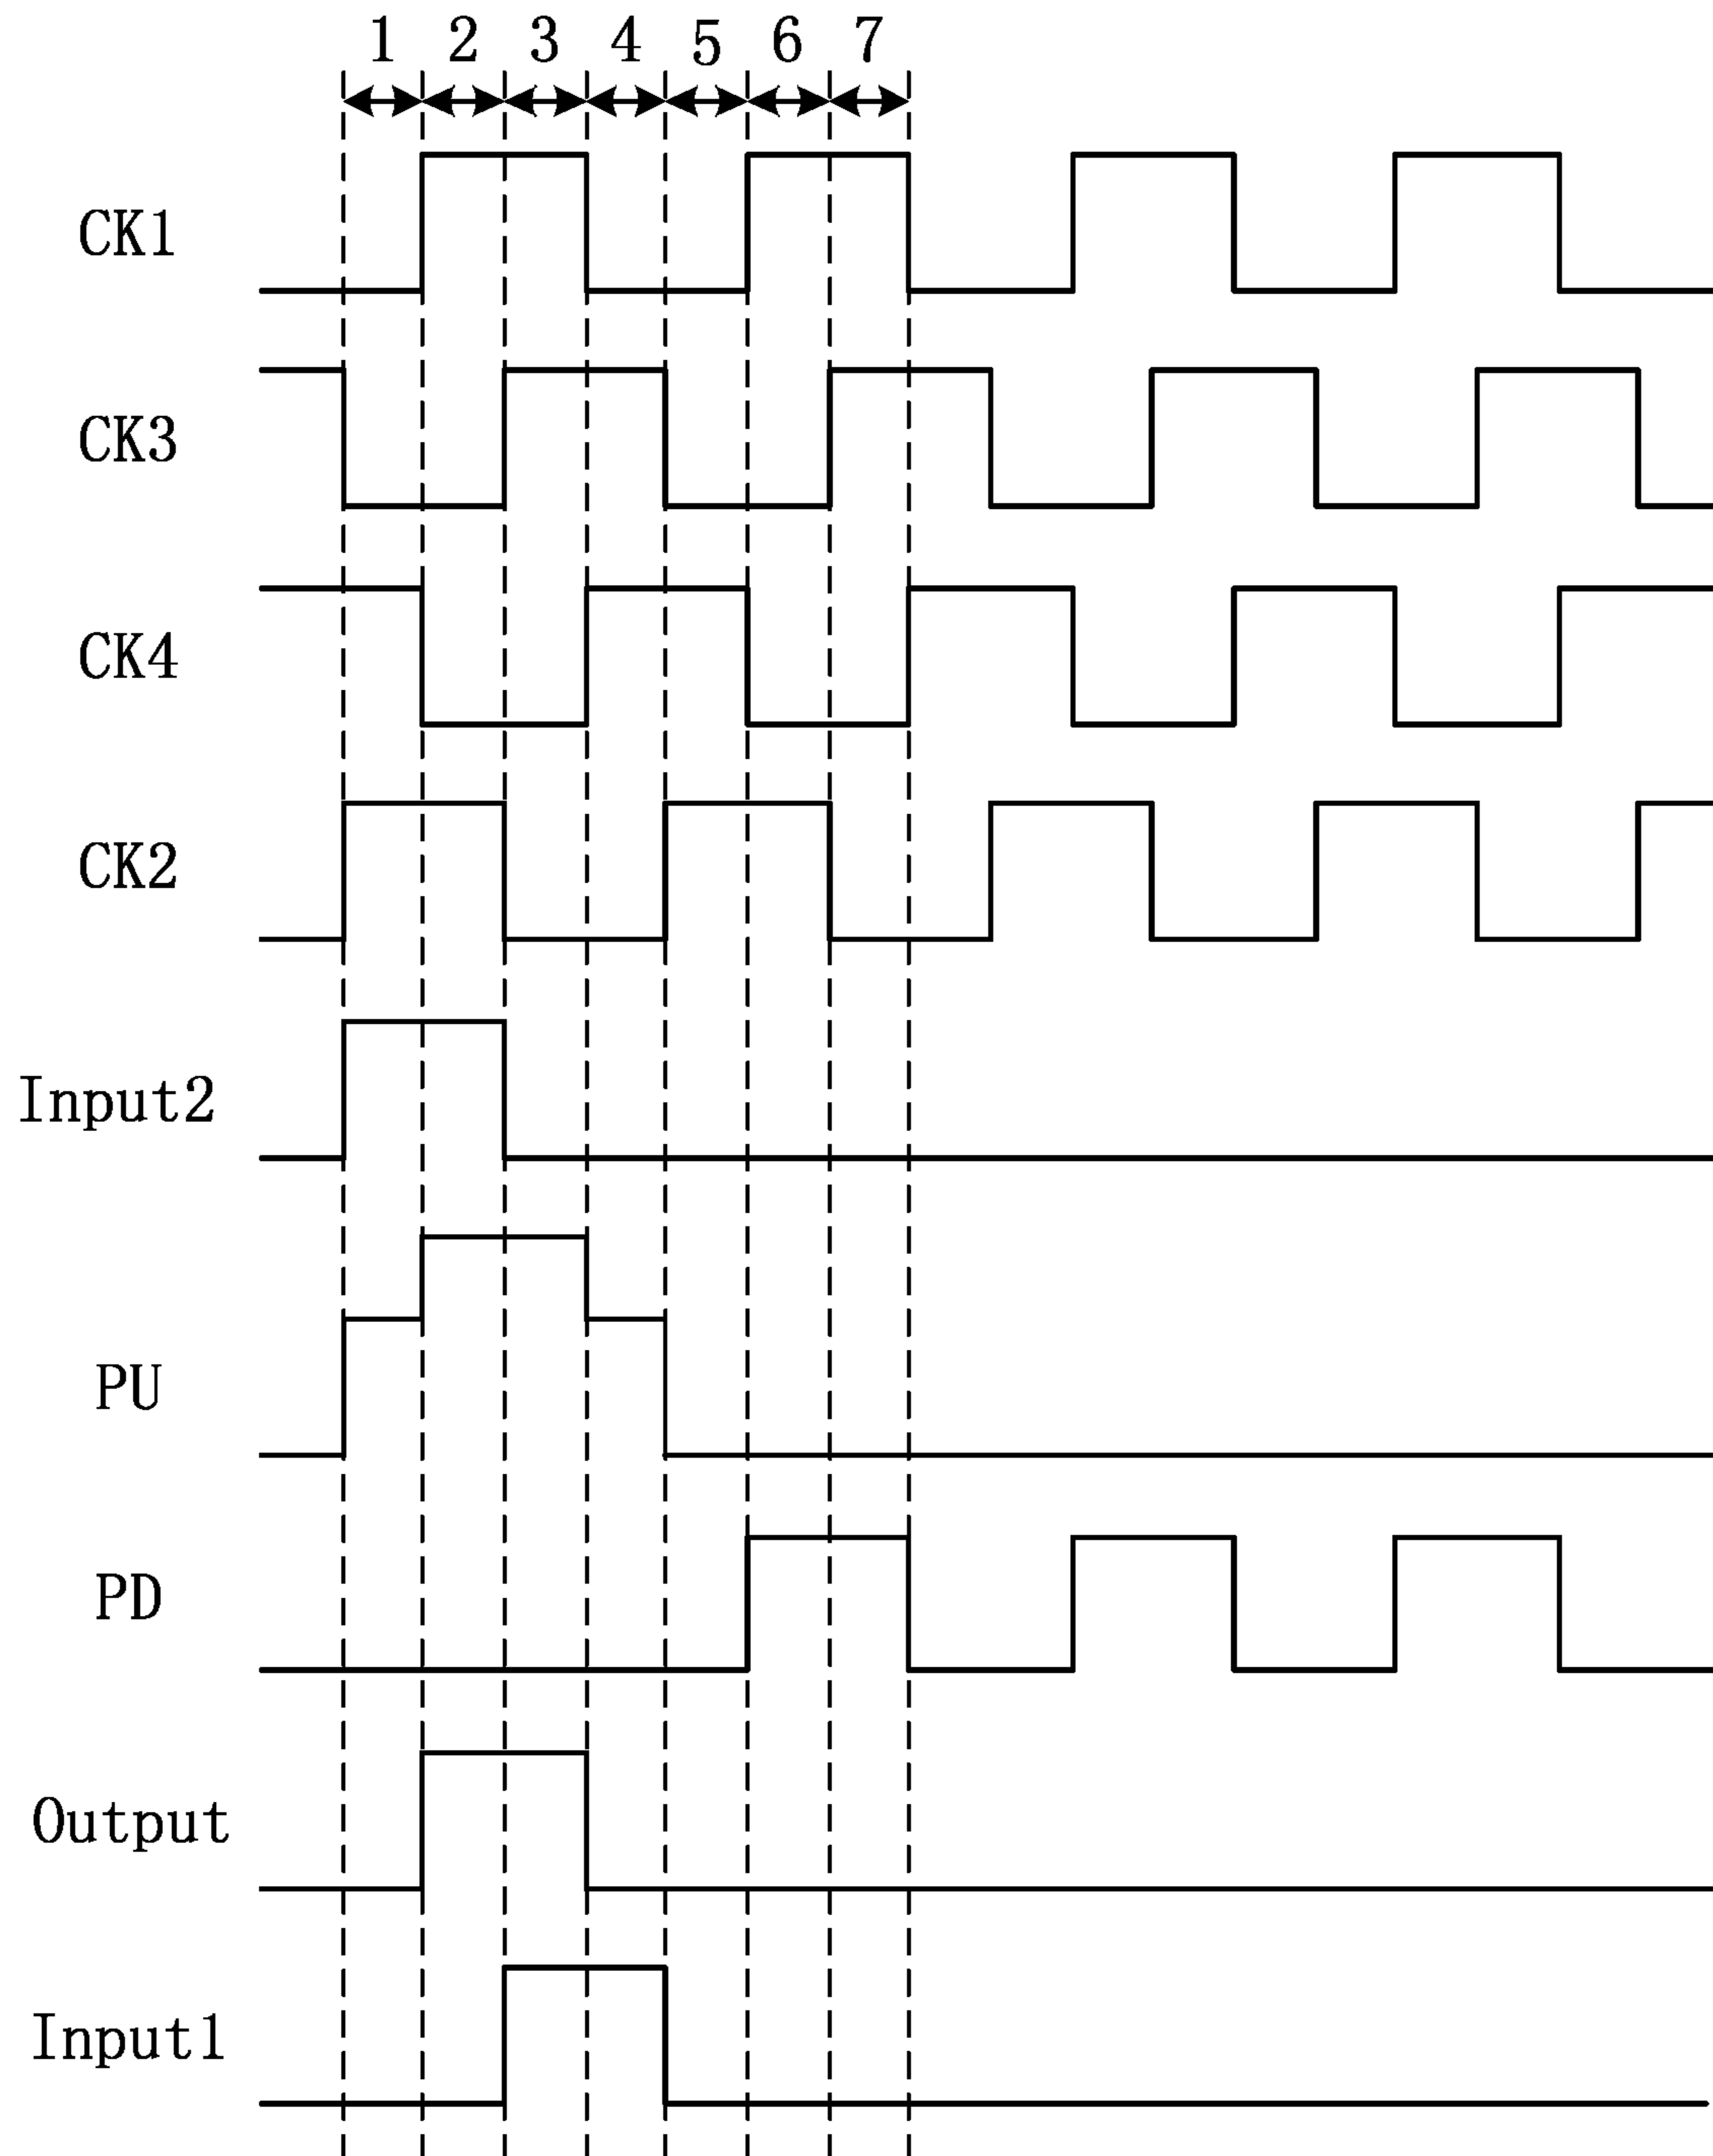 1 2 3 4 5 6 7
CK1
CK3
CK4
CK2
Input2
PU
PD
Output
Input1